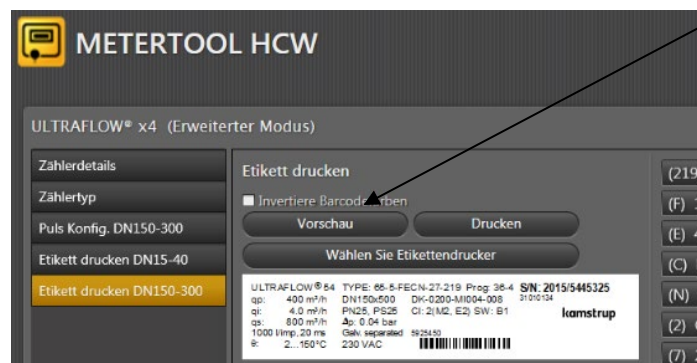 METERTOOL HCW
ULTRAFLOW® x4 (Erweiterter Modus)
Zählerdetails
Zählertyp
Puls Konfig. DN150-300
Etikett drucken DN15-40
Etikett drucken DN150-300
Etikett drucken
Invertiere Barcodefarben
Vorschau Drucken
Wählen Sie Etikettendrucker
ULTRAFLOW® 54 TYPE: 65-5-FECN-27-219 Prog: 36-4 S/N: 2015/5445325
qp: 400 m³/h DN150x500 DK-0200-MI004-008 31010134
qi: 4.0 m³/h PN25, PS25 Cl: 2(M2, E2) SW: B1 kamstrup
qs: 800 m³/h Δp: 0.04 bar
1000 l/imp, 20 ms Galv. separated 5925450
θ: 2...150°C 230 VAC
(219
(F)
(E)
(C)
(N)
(2)
(7)